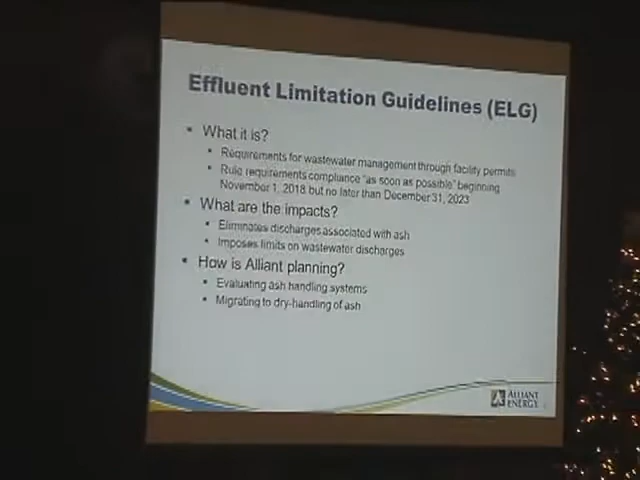 Effluent Limitation Guidelines (ELG)
• What it is?
• Requirements for wastewater management through facility permits
• Rule requirements compliance "as soon as possible" beginning
November 1, 2018 but no later than December 31, 2023
• What are the impacts?
• Eliminates discharges associated with ash
• Imposes limits on wastewater discharges
• How is Alliant planning?
• Evaluating ash handling systems
• Migrating to dry-handling of ash
ALLIANT
ENERGY